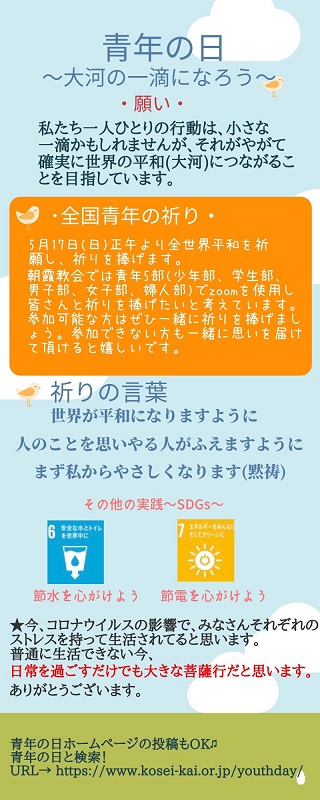 青年の日
〜大河の一滴になろう〜
・願い・
私たち一人ひとりの行動は、小さな
一滴かもしれませんが、それがやがて
確実に世界の平和(大河)につながるこ
とを目指しています。
・全国青年の祈り・
5月17日(日)正午より全世界平和を祈
願し、祈りを捧げます。
朝霞教会では青年5部(少年部、学生部、
男子部、女子部、婦人部)でzoomを使用し
皆さんと祈りを捧げたいと考えています。
参加可能な方はぜひ一緒に祈りを捧げましょ
う。参加できない方も一緒に思いを届け
て頂けると嬉しいです。
祈りの言葉
世界が平和になりますように
人のことを思いやる人がふえますように
まず私からやさしくなります(黙祷)
その他の実践〜SDGs〜
6 安全な水とトイレ
を世界中に
7 エネルギーをみんなに
そしてクリーンに
節水を心がけよう
節電を心がけよう
★今、コロナウイルスの影響で、みなさんそれぞれの
ストレスを持って生活されてると思います。
普通に生活できない今、
日常を過ごすだけでも大きな菩薩行だと思います。
ありがとうございます。
青年の日ホームページの投稿もOK♫
青年の日と検索!
URL→ https://www.kosei-kai.or.jp/youthday/